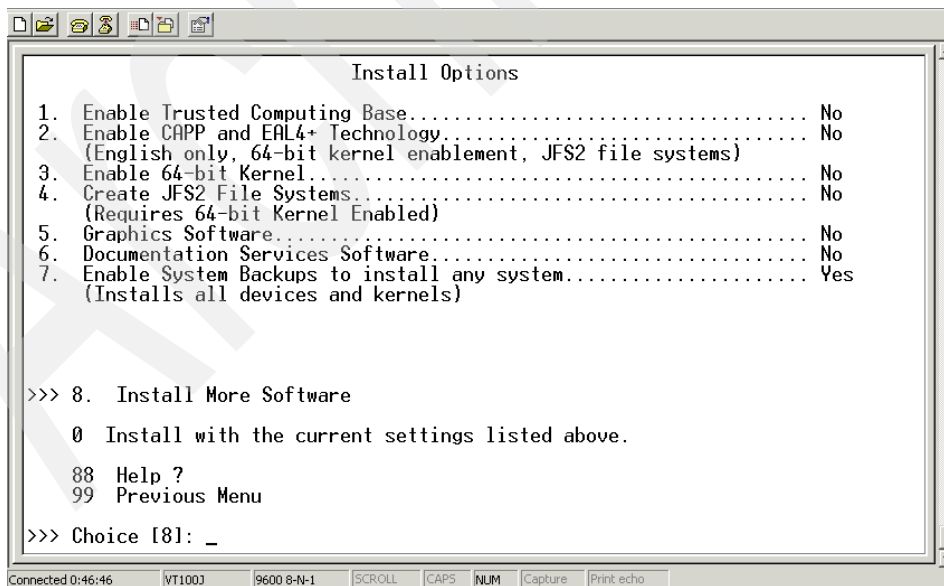 Install Options
1. Enable Trusted Computing Base..................................... No
2. Enable CAPP and EAL4+ Technology.................................. No
(English only, 64-bit kernel enablement, JFS2 file systems)
3. Enable 64-bit Kernel.............................................. No
4. Create JFS2 File Systems.......................................... No
(Requires 64-bit Kernel Enabled)
5. Graphics Software................................................. No
6. Documentation Services Software................................... No
7. Enable System Backups to install any system....................... Yes
(Installs all devices and kernels)
>>> 8. Install More Software
0 Install with the current settings listed above.
88 Help ?
99 Previous Menu
>>> Choice [8]: _
Connected 0:46:46 VT100J 9600 8-N-1 SCROLL CAPS NUM Capture Print echo